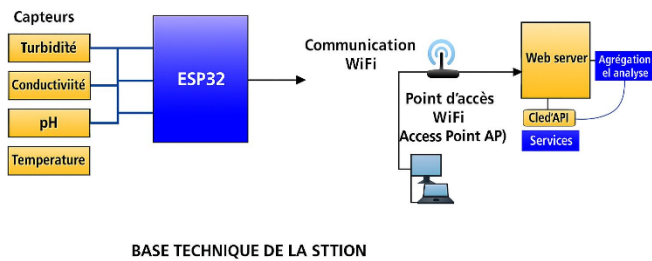 Capteurs
Turbidité
Conductiviité
pH
Temperature
ESP32
Communication
WiFi
Point d'accès
WiFi
Access Point AP)
Web server
Agrégation
el analyse
Cled'API
Services
BASE TECHNIQUE DE LA STTION